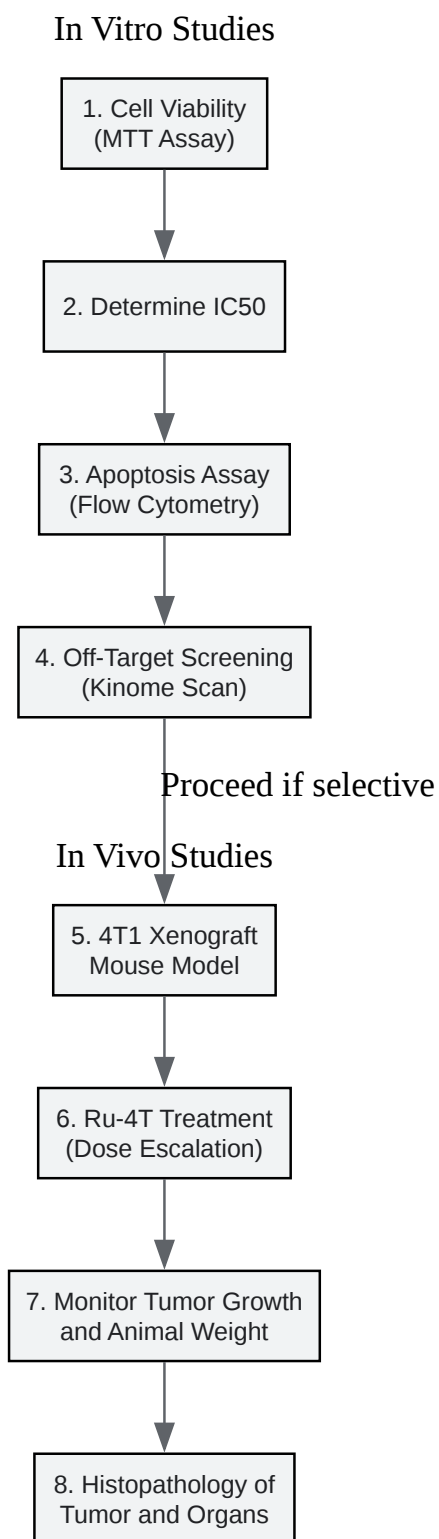 In Vitro Studies
1. Cell Viability
(MTT Assay)
2. Determine IC50
3. Apoptosis Assay
(Flow Cytometry)
4. Off-Target Screening
(Kinome Scan)
Proceed if selective
In Vivo Studies
5. 4T1 Xenograft
Mouse Model
6. Ru-4T Treatment
(Dose Escalation)
7. Monitor Tumor Growth
and Animal Weight
8. Histopathology of
Tumor and Organs